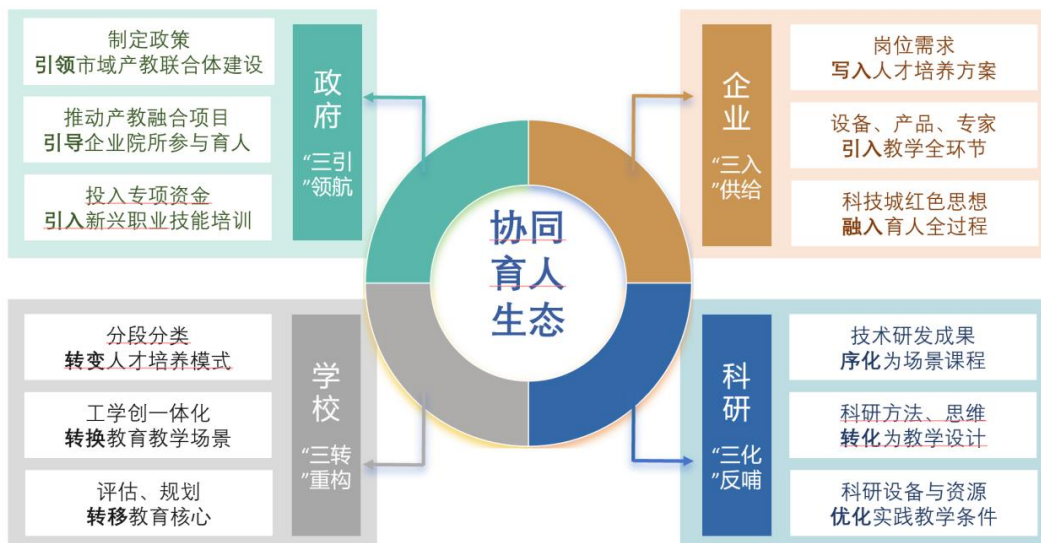 制定政策
引领市域产教联合体建设
推动产教融合项目
引导企业院所参与育人
投入专项资金
引入新兴职业技能培训
政
府
“三引
”领航
企
业
“三入
”供给
岗位需求
写入人才培养方案
设备、产品、专家
引入教学全环节
科技城红色思想
融入育人全过程
协同
育人
生态
分段分类
转变人才培养模式
工学创一体化
转换教育教学场景
评估、规划
转移教育核心
学
校
“三转
”重构
科
研
“三化
”反哺
技术研发成果
序化为场景课程
科研方法、思维
转化为教学设计
科研设备与资源
优化实践教学条件